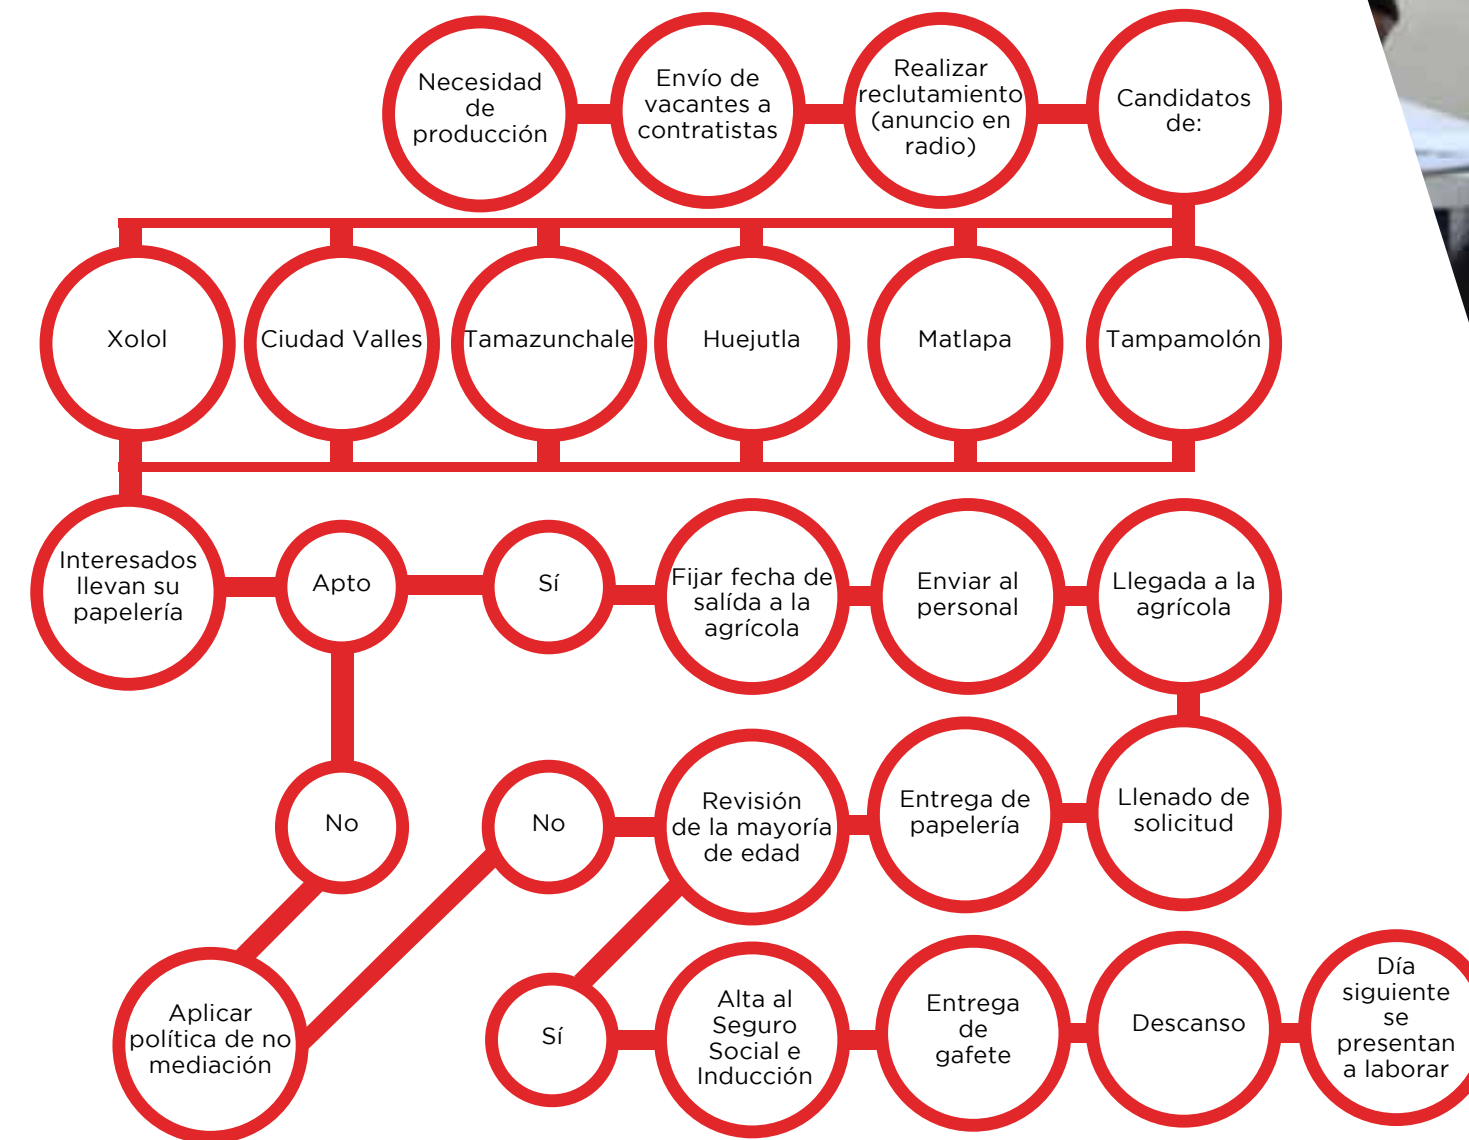 Necesidad
de
producción
Envío de
vacantes a
contratistas
Realizar
reclutamiento
(anuncio en
radio)
Candidatos
de:
Xolol
Ciudad Valles
Tamazunchale
Huejutla
Matlapa
Tampamolón
Interesados
llevan su
papelería
Apto
Sí
Fijar fecha de
salída a la
agrícola
Enviar al
personal
Llegada a la
agrícola
No
No
Revisión
de la mayoría
de edad
Entrega de
papelería
Llenado de
solicitud
Aplicar
política de no
mediación
Sí
Alta al
Seguro
Social e
Inducción
Entrega
de
gafete
Descanso
Día
siguiente
se
presentan
a laborar